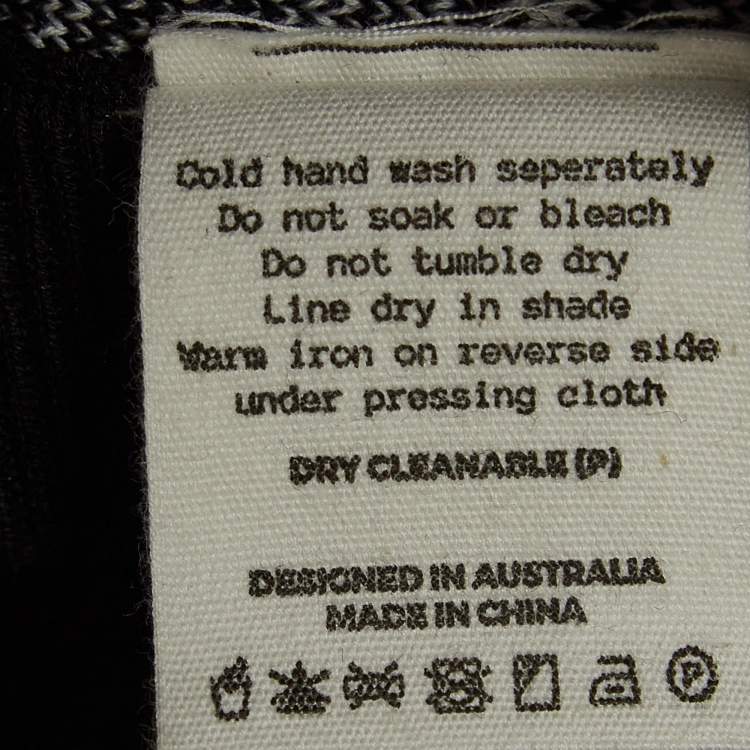 Cold hand wash seperately
Do not soak or bleach
Do not tumble dry
Line dry in shade
Warm iron on reverse side
under pressing cloth
DRY CLEANABLE (P)
DESIGNED IN AUSTRALIA
MADE IN CHINA
P